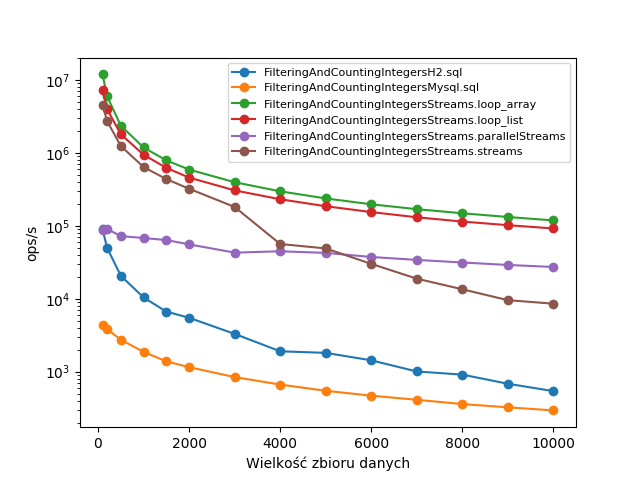 FilteringAndCountingIntegersH2.sql
FilteringAndCountingIntegersMysql.sql
FilteringAndCountingIntegersStreams.loop_array
FilteringAndCountingIntegersStreams.loop_list
FilteringAndCountingIntegersStreams.parallelStreams
FilteringAndCountingIntegersStreams.streams
10⁷
10⁶
10⁵
10⁴
10³
ops/s
0 2000 4000 6000 8000 10000
Wielkość zbioru danych